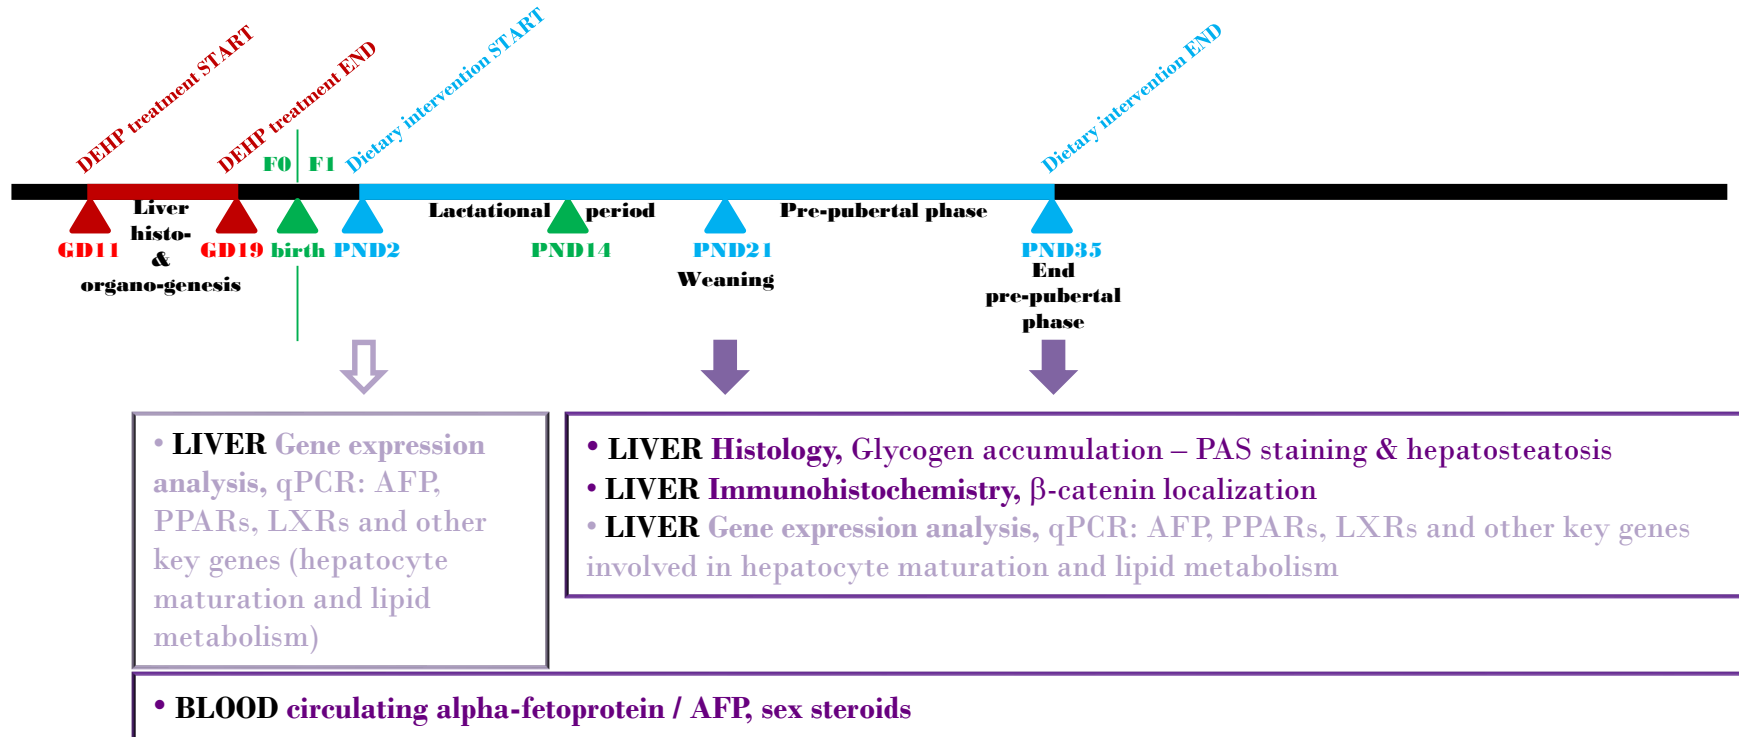 DEHP treatment START
DEHP treatment END
Dietary intervention START
Dietary intervention END
F0 F1
Liver
histo-
&
organo-genesis
Lactational period
Pre-pubertal phase
GD11
GD19
birth
PND2
PND14
PND21
Weaning
PND35
End
pre-pubertal
phase
• LIVER Gene expression
analysis, qPCR: AFP,
PPARs, LXRs and other
key genes (hepatocyte
maturation and lipid
metabolism)
• LIVER Histology, Glycogen accumulation – PAS staining & hepatosteatosis
• LIVER Immunohistochemistry, β-catenin localization
• LIVER Gene expression analysis, qPCR: AFP, PPARs, LXRs and other key genes
involved in hepatocyte maturation and lipid metabolism
• BLOOD circulating alpha-fetoprotein / AFP, sex steroids